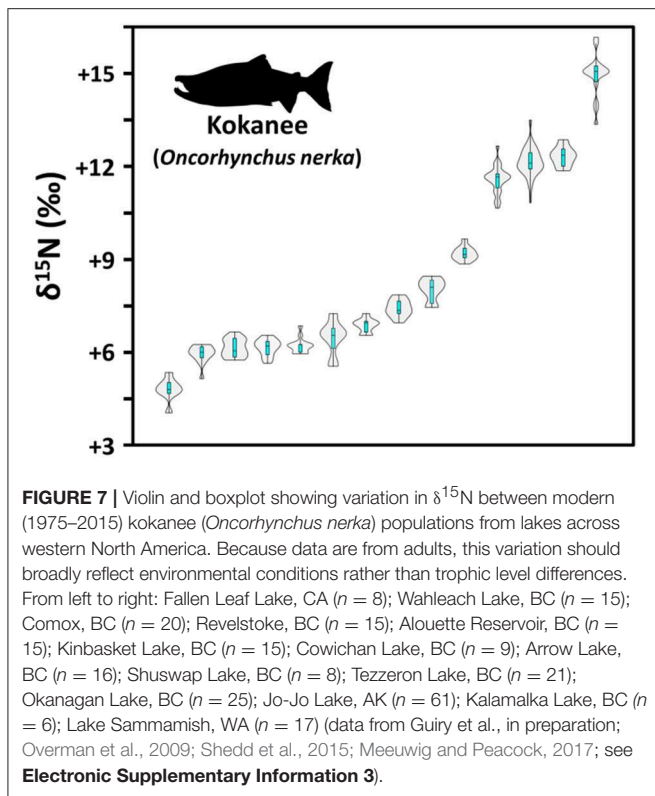 +15
Kokanee
(Oncorhynchus nerka)
+12
δ15N (‰)
+9
+6
+3
FIGURE 7 | Violin and boxplot showing variation in δ15N between modern
(1975–2015) kokanee (Oncorhynchus nerka) populations from lakes across
western North America. Because data are from adults, this variation should
broadly reflect environmental conditions rather than trophic level differences.
From left to right: Fallen Leaf Lake, CA (n = 8); Wahleach Lake, BC (n = 15);
Comox, BC (n = 20); Revelstoke, BC (n = 15); Alouette Reservoir, BC (n =
15); Kinbasket Lake, BC (n = 15); Cowichan Lake, BC (n = 9); Arrow Lake,
BC (n = 16); Shuswap Lake, BC (n = 8); Tezzeron Lake, BC (n = 21);
Okanagan Lake, BC (n = 25); Jo-Jo Lake, AK (n = 61); Kalamalka Lake, BC (n
= 6); Lake Sammamish, WA (n = 17) (data from Guiry et al., in preparation;
Overman et al., 2009; Shedd et al., 2015; Meeuwig and Peacock, 2017; see
Electronic Supplementary Information 3).